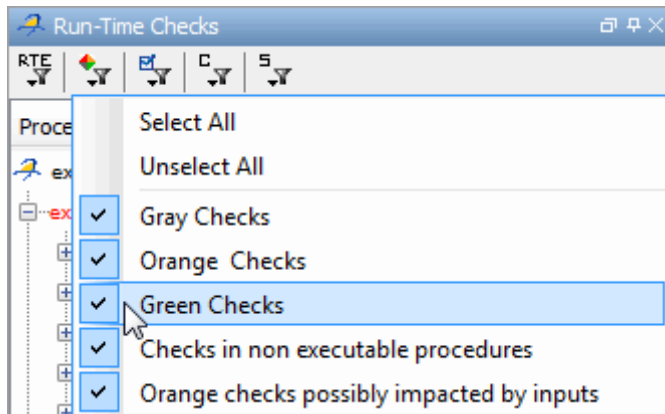 Run-Time Checks
RTE C S
Select All
Proce
Unselect All
ex
Gray Checks
ex
Orange Checks
Green Checks
Checks in non executable procedures
Orange checks possibly impacted by inputs